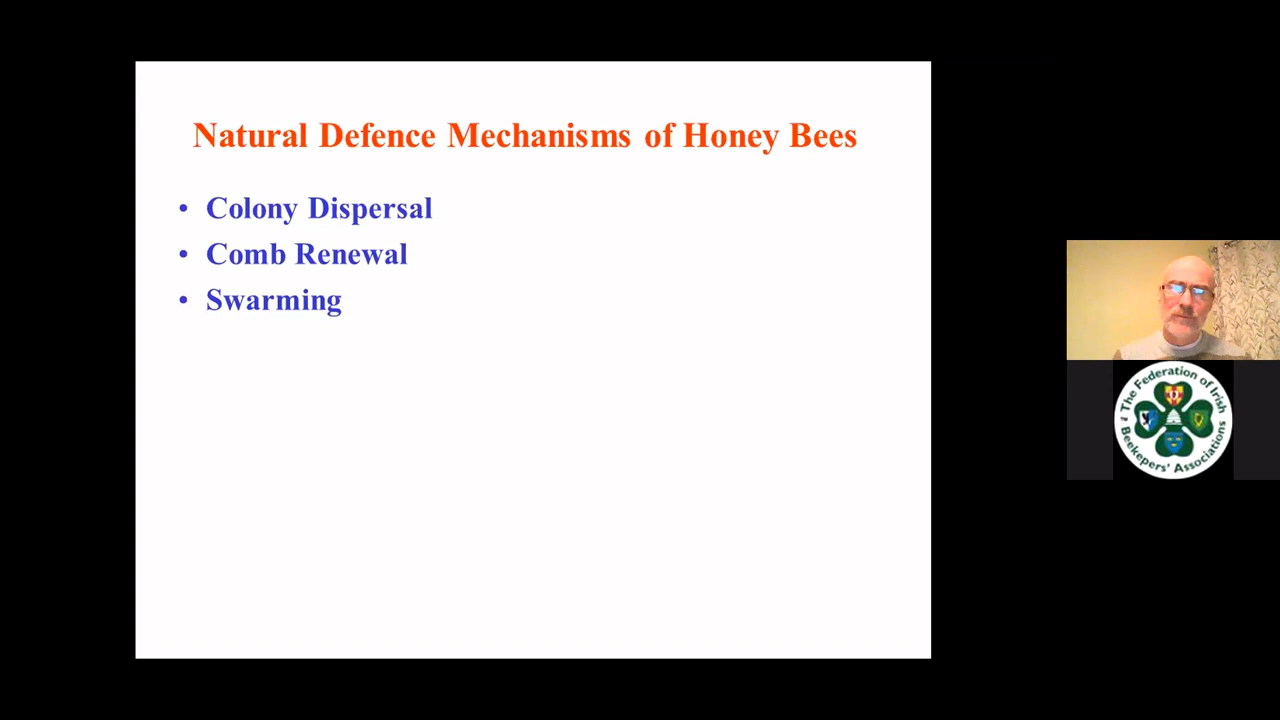 Natural Defence Mechanisms of Honey Bees
• Colony Dispersal
• Comb Renewal
• Swarming
The Federation of Irish
Beekeepers' Associations